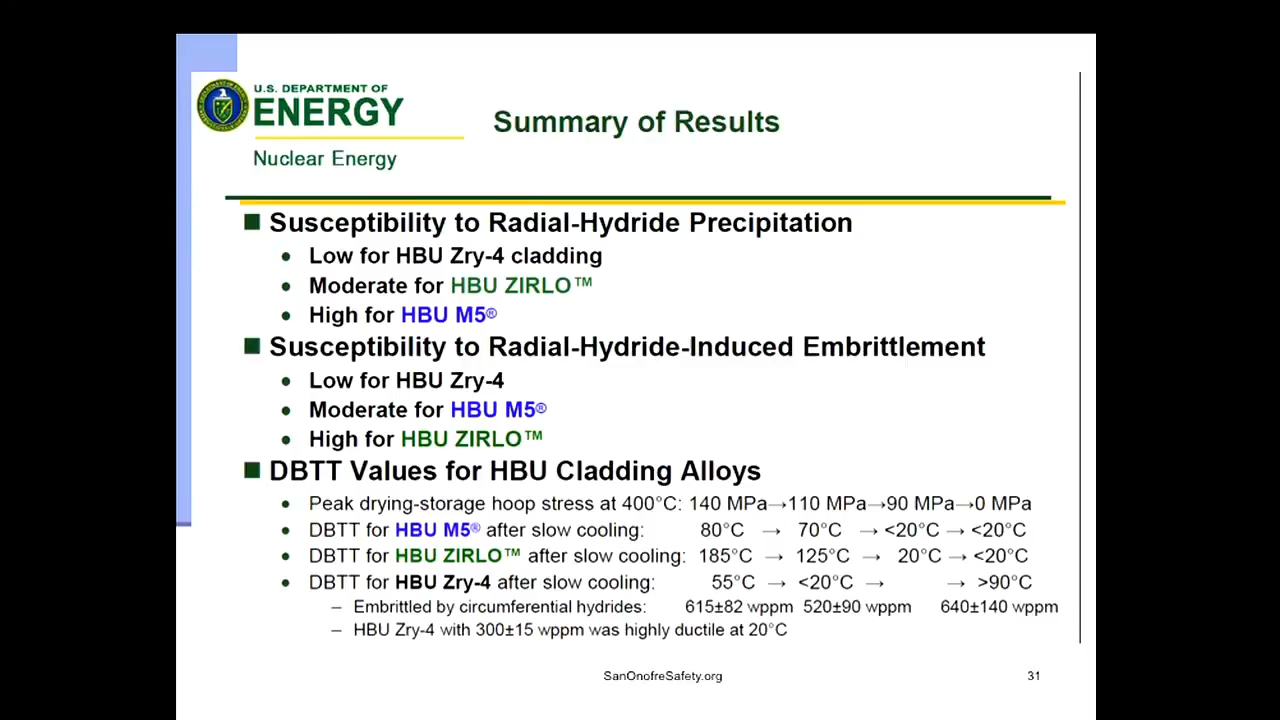 U.S. DEPARTMENT OF
ENERGY
Nuclear Energy
Summary of Results
■ Susceptibility to Radial-Hydride Precipitation
• Low for HBU Zry-4 cladding
• Moderate for HBU ZIRLO™
• High for HBU M5®
■ Susceptibility to Radial-Hydride-Induced Embrittlement
• Low for HBU Zry-4
• Moderate for HBU M5®
• High for HBU ZIRLO™
■ DBTT Values for HBU Cladding Alloys
• Peak drying-storage hoop stress at 400°C: 140 MPa→110 MPa→90 MPa→0 MPa
• DBTT for HBU M5® after slow cooling: 80°C → 70°C → <20°C → <20°C
• DBTT for HBU ZIRLO™ after slow cooling: 185°C → 125°C → 20°C → <20°C
• DBTT for HBU Zry-4 after slow cooling: 55°C → <20°C → → >90°C
– Embrittled by circumferential hydrides: 615±82 wppm 520±90 wppm 640±140 wppm
– HBU Zry-4 with 300±15 wppm was highly ductile at 20°C
SanOnofreSafety.org
31